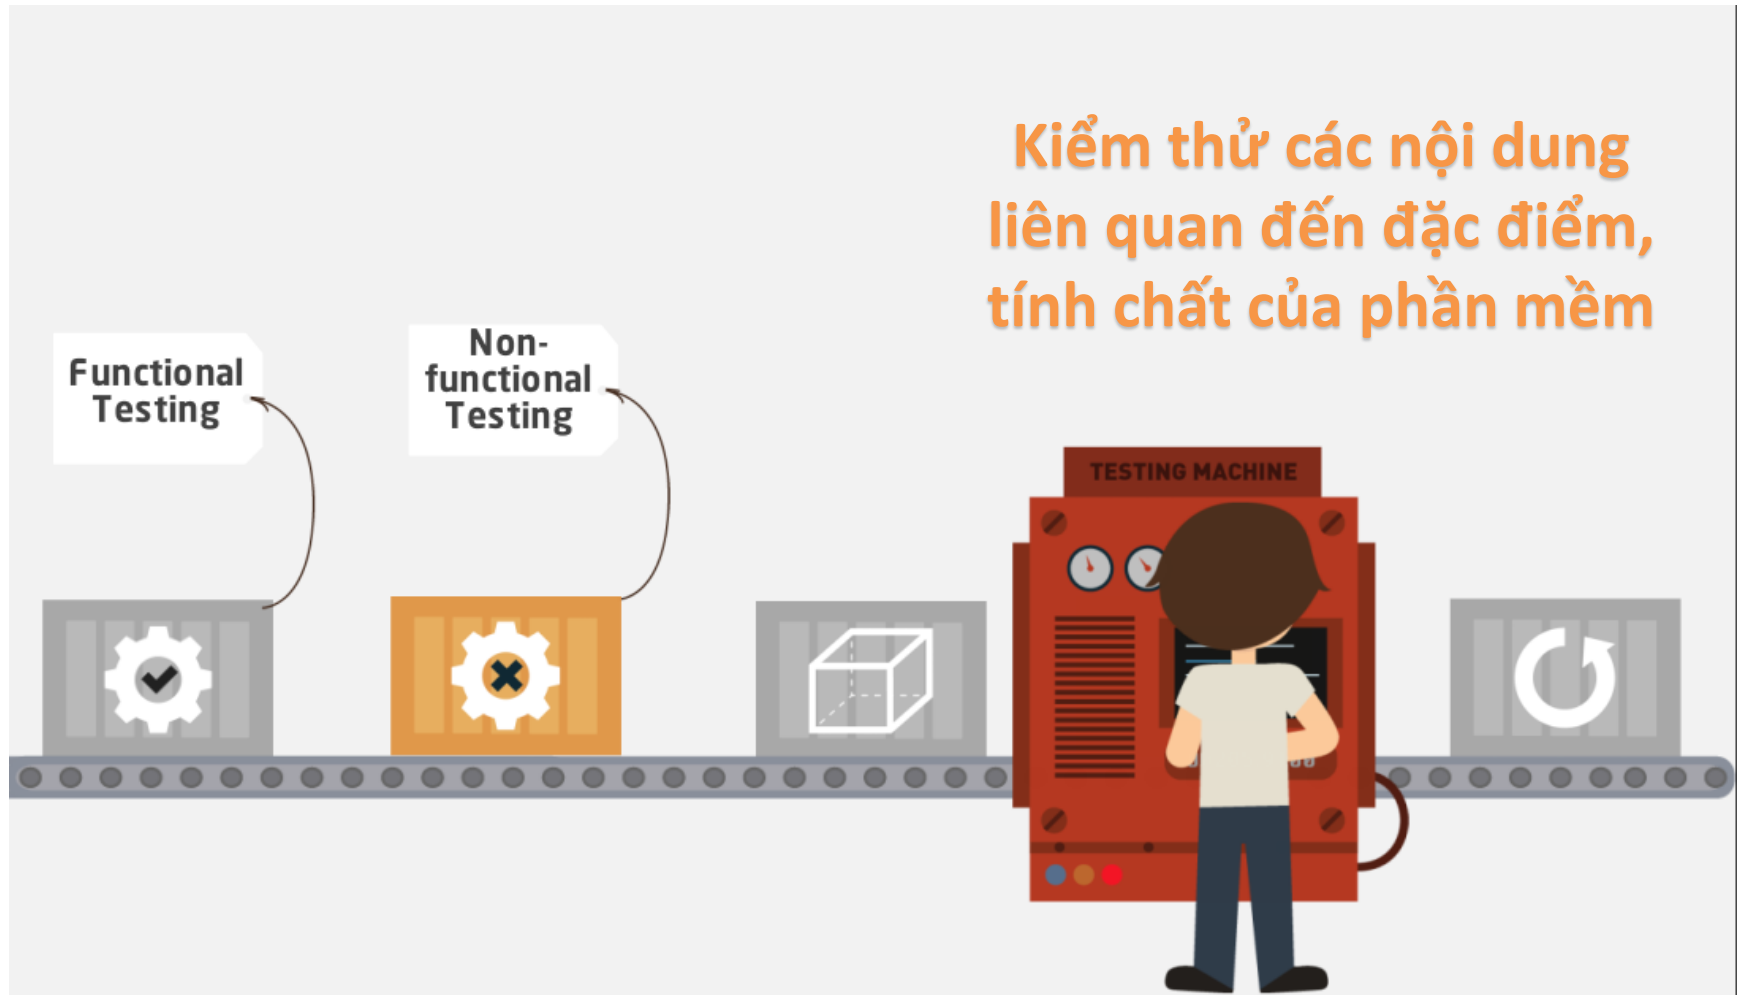 Kiểm thử các nội dung
liên quan đến đặc điểm,
tính chất của phần mềm
Functional
Testing
Non-
functional
Testing
TESTING MACHINE